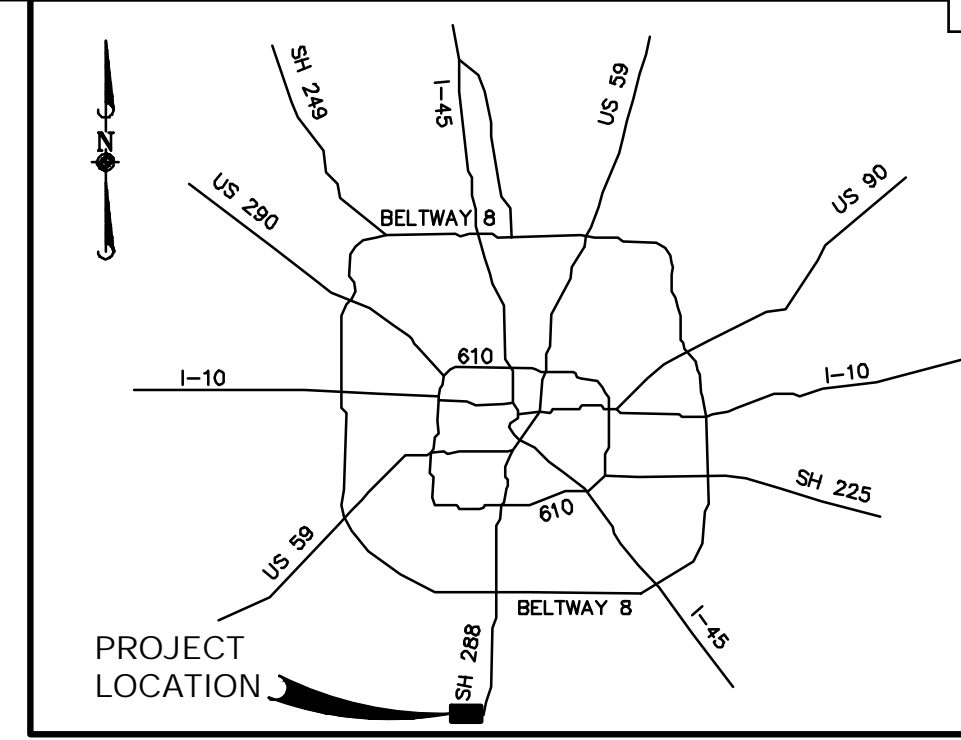 SH 249
I-45
US 59
N
US 290
US 90
BELTWAY 8
610
I-10
I-10
SH 225
610
US 59
BELTWAY 8
I-45
SH 288
PROJECT
LOCATION